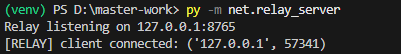 (venv) PS D:\master-work> py -m net.relay_server
Relay listening on 127.0.0.1:8765
[RELAY] client connected: ('127.0.0.1', 57341)